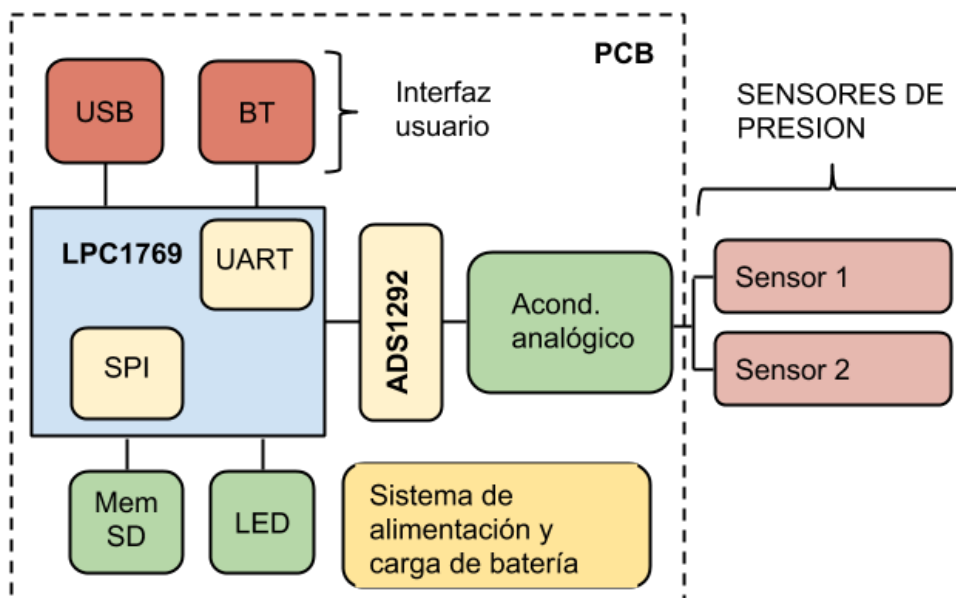 PCB
USB
BT
Interfaz
usuario
SENSORES DE
PRESION
LPC1769
UART
SPI
ADS1292
Acond.
analógico
Sensor 1
Sensor 2
Mem
SD
LED
Sistema de
alimentación y
carga de batería